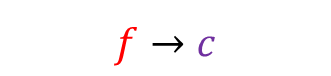 f → c